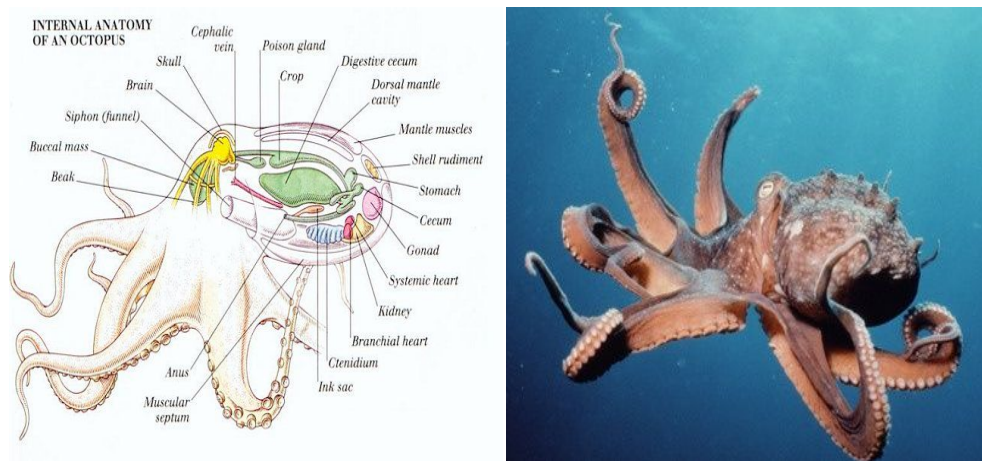 INTERNAL ANATOMY
OF AN OCTOPUS
Cephalic
vein
Poison gland
Skull
Digestive cecum
Crop
Brain
Dorsal mantle
cavity
Siphon (funnel)
Mantle muscles
Buccal mass
Shell rudiment
Beak
Stomach
Cecum
Gonad
Systemic heart
Kidney
Branchial heart
Ctenidium
Anus
Ink sac
Muscular
septum